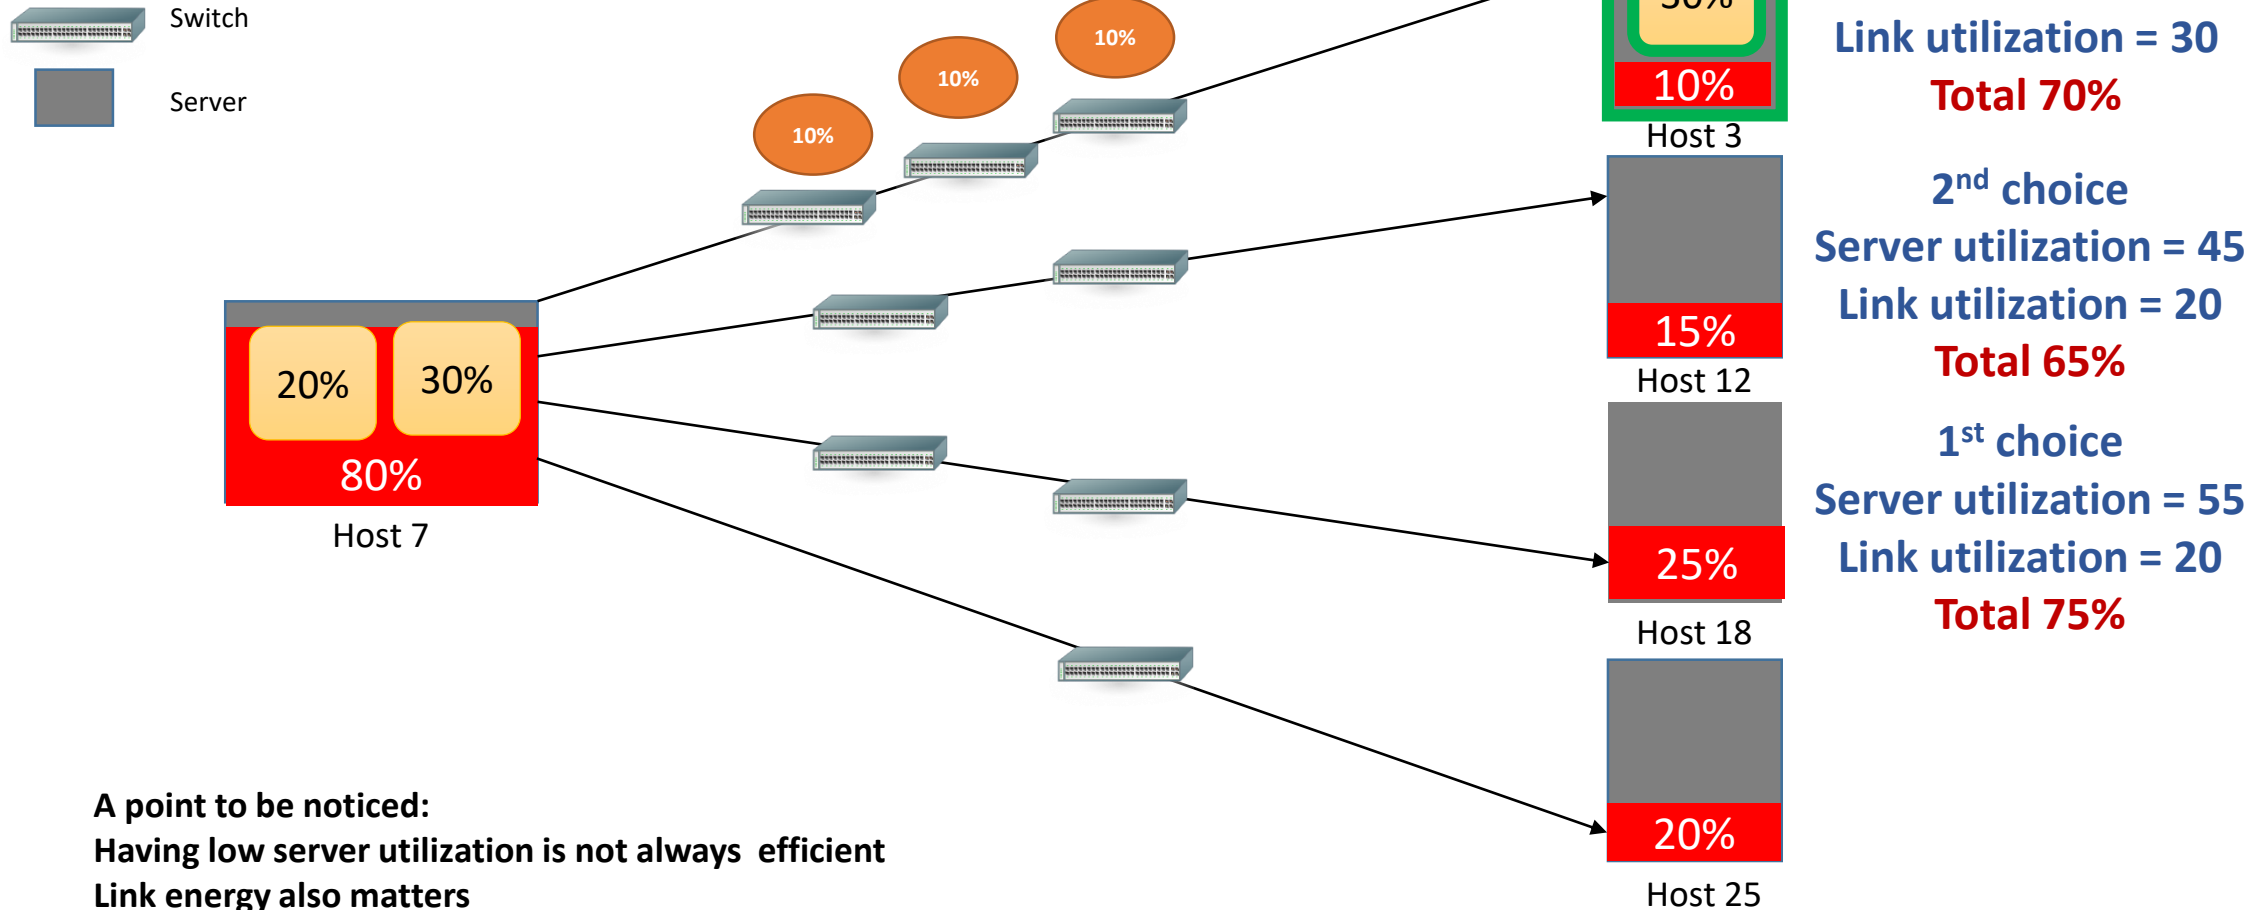 Switch
Server
10%
10%
10%
10%
Host 3
Link utilization = 30
Total 70%
2nd choice
Server utilization = 45
Link utilization = 20
Total 65%
15%
Host 12
20%
30%
80%
Host 7
1st choice
Server utilization = 55
Link utilization = 20
Total 75%
25%
Host 18
20%
Host 25
A point to be noticed:
Having low server utilization is not always efficient
Link energy also matters